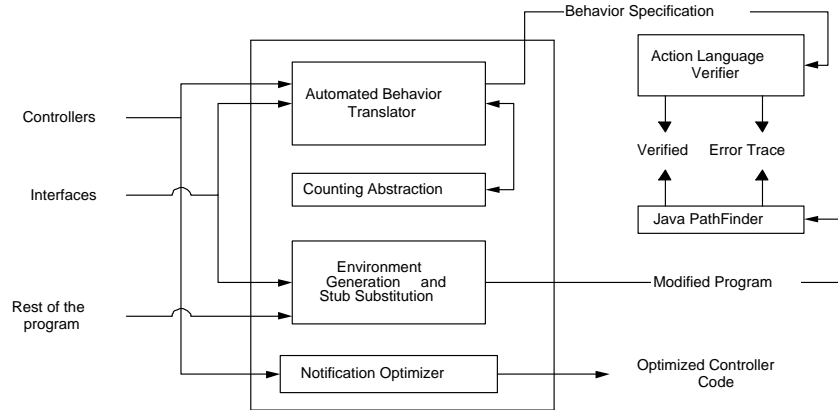 Behavior Specification
Action Language
Verifier
Automated Behavior
Translator
Controllers
Verified
Error Trace
Counting Abstraction
Interfaces
Java PathFinder
Environment
Generation and
Stub Substitution
Modified Program
Rest of the
program
Notification Optimizer
Optimized Controller
Code